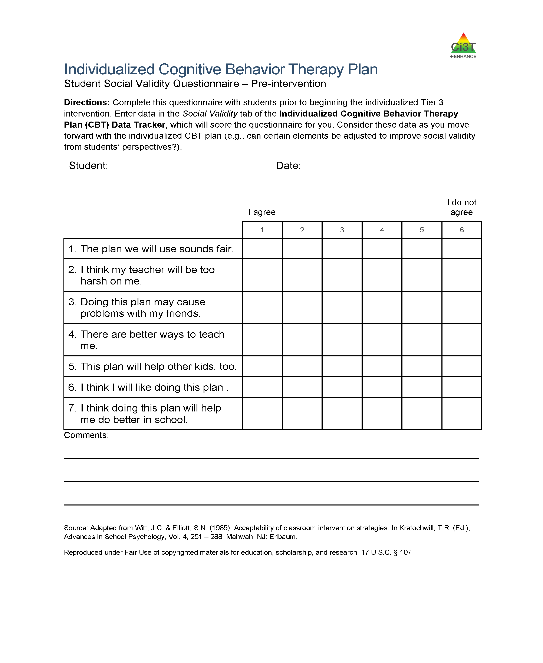 Ci3T
ENHANCE
Individualized Cognitive Behavior Therapy Plan
Student Social Validity Questionnaire – Pre-intervention
Directions: Complete this questionnaire with students prior to beginning the individualized Tier 3
intervention. Enter data in the Social Validity tab of the Individualized Cognitive Behavior Therapy
Plan (CBT) Data Tracker, which will score the questionnaire for you. Consider these data as you move
forward with the individualized CBT plan (e.g., can certain elements be adjusted to improve social validity
from students' perspectives?).
Student: Date:
I agree I do not
agree
1 2 3 4 5 6
1. The plan we will use sounds fair.
2. I think my teacher will be too
harsh on me.
3. Doing this plan may cause
problems with my friends.
4. There are better ways to teach
me.
5. This plan will help other kids, too.
6. I think I will like doing this plan.
7. I think doing this plan will help
me do better in school.
Comments:
Source: Adapted from Witt, J.C. & Elliott, S.N. (1985). Acceptability of classroom intervention strategies. In Kratochwill, T.R. (Ed.),
Advances in School Psychology, Vol. 4, 251 – 288. Mahwah, NJ: Erlbaum.
Reproduced under Fair Use of copyrighted materials for education, scholarship, and research. 17 U.S.C. § 107